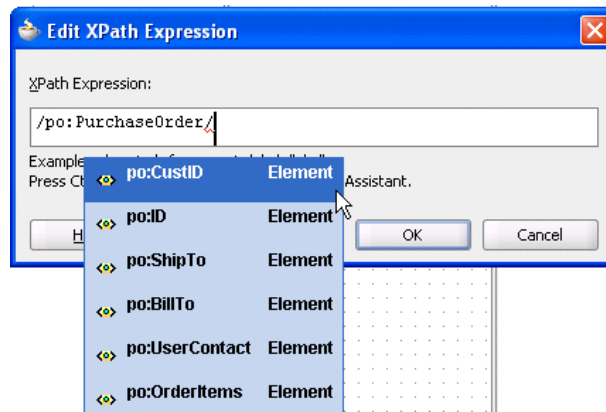 Edit XPath Expression
XPath Expression:
/po:PurchaseOrder/
Example
Press Ct
Assistant.
po:CustID Element
po:ID Element
po:ShipTo Element
po:BillTo Element
po:UserContact Element
po:OrderItems Element
H
OK
Cancel